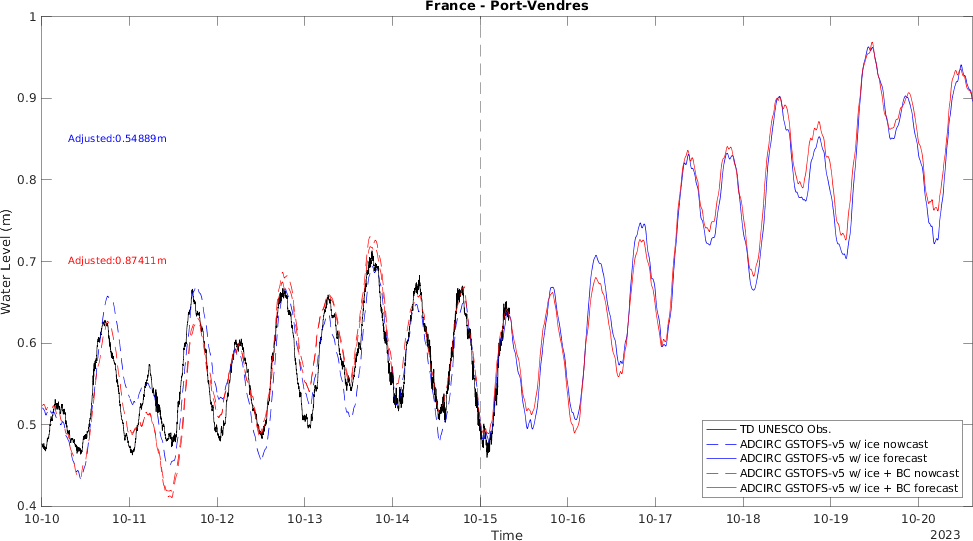 France - Port-Vendres
Water Level (m)
1
0.9
0.8
0.7
0.6
0.5
0.4
Adjusted:0.54889m
Adjusted:0.87411m
TD UNESCO Obs.
ADCIRC GSTOFS-v5 w/ ice nowcast
ADCIRC GSTOFS-v5 w/ ice forecast
ADCIRC GSTOFS-v5 w/ ice + BC nowcast
ADCIRC GSTOFS-v5 w/ ice + BC forecast
10-10 10-11 10-12 10-13 10-14 10-15 10-16 10-17 10-18 10-19 10-20
2023
Time